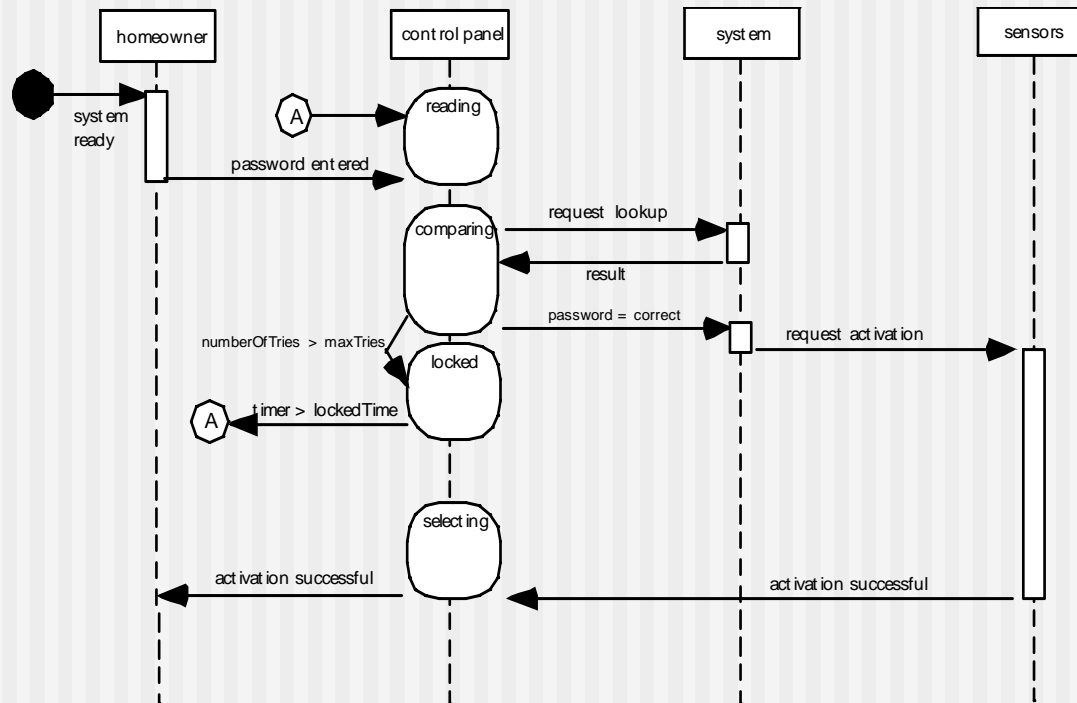 homeowner
control panel
system
sensors
reading
A
system
ready
password entered
request lookup
comparing
result
password = correct
request activation
numberOfTries > maxTries
locked
A
timer > lockedTime
selecting
activation successful
activation successful